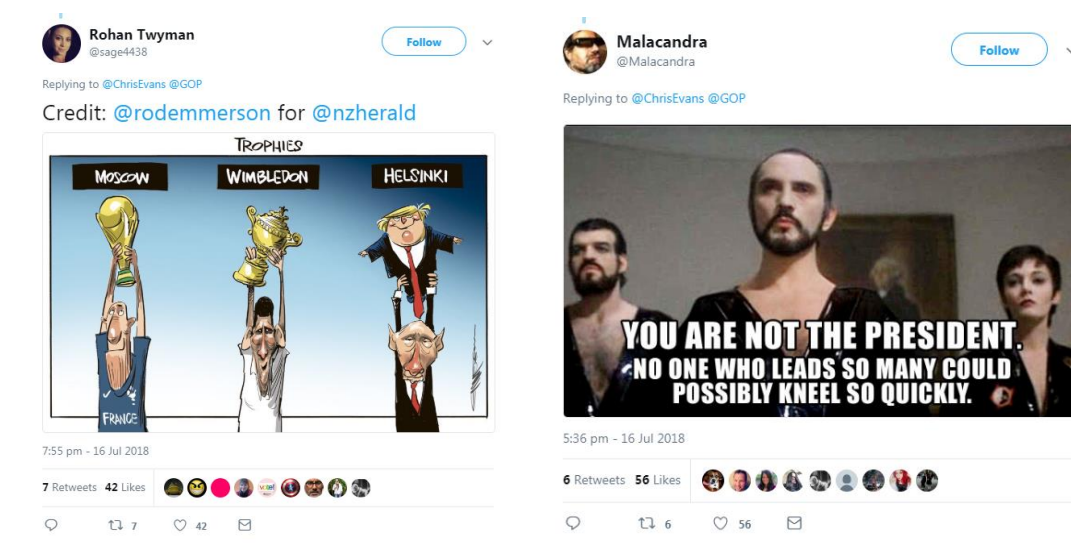 Rohan Twyman
@sage4438
Follow
Replying to @ChrisEvans @GOP
Credit: @rodemmerson for @nzherald
TROPHIES
MOSCOW
WIMBLEDON
HELSINKI
FRANCE
7:55 pm - 16 Jul 2018
7 Retweets 42 Likes
7
42
Malacandra
@Malacandra
Follow
Replying to @ChrisEvans @GOP
YOU ARE NOT THE PRESIDENT.
NO ONE WHO LEADS SO MANY COULD
POSSIBLY KNEEL SO QUICKLY.
5:36 pm - 16 Jul 2018
6 Retweets 56 Likes
6
56